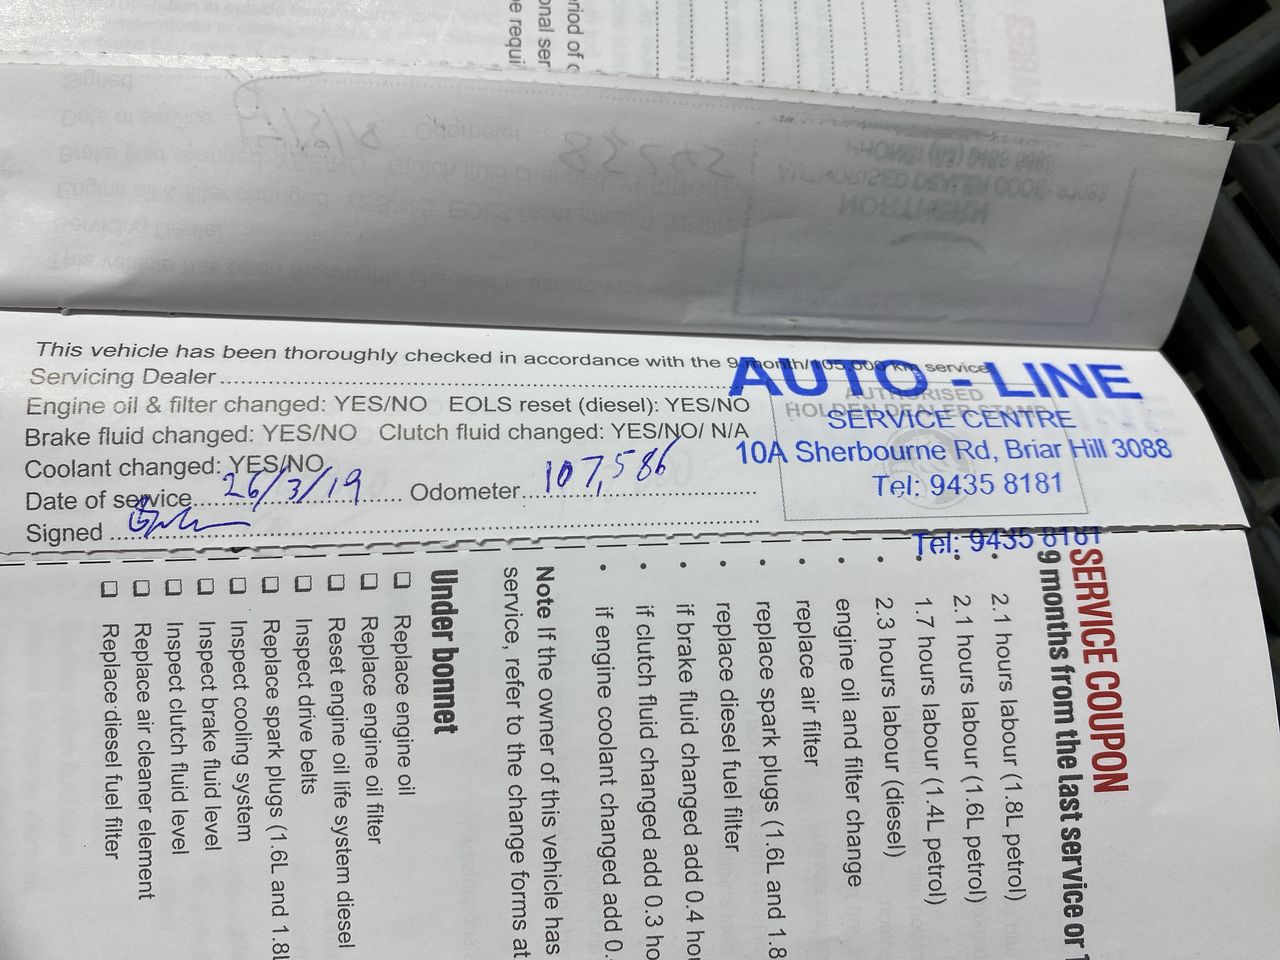 riod of
onal ser
e requi
This vehicle has been thoroughly checked in accordance with the 9 month/105,000 km service
Servicing Dealer
Engine oil & filter changed: YES/NO EOLS reset (diesel): YES/NO
Brake fluid changed: YES/NO Clutch fluid changed: YES/NO/ N/A
Coolant changed: YES/NO
Date of service 26/3/19 Odometer 107,586
Signed
AUTHORISED
HOLDEN DEALER STAMP
AUTO - LINE
SERVICE CENTRE
10A Sherbourne Rd, Briar Hill 3088
Tel: 9435 8181
Tel: 9435 8181
SERVICE COUPON
9 months from the last service or 1
• 2.1 hours labour (1.8L petrol)
• 2.1 hours labour (1.6L petrol)
• 1.7 hours labour (1.4L petrol)
• 2.3 hours labour (diesel)
• engine oil and filter change
• replace air filter
• replace spark plugs (1.6L and 1.8
• replace diesel fuel filter
• if brake fluid changed add 0.4 hou
• if clutch fluid changed add 0.3 ho
• if engine coolant changed add 0.
Note If the owner of this vehicle has
service, refer to the change forms at
Under bonnet
❑ Replace engine oil
❑ Replace engine oil filter
❑ Reset engine oil life system diesel
❑ Inspect drive belts
❑ Replace spark plugs (1.6L and 1.8L
❑ Inspect cooling system
❑ Inspect brake fluid level
❑ Inspect clutch fluid level
❑ Replace air cleaner element
❑ Replace diesel fuel filter